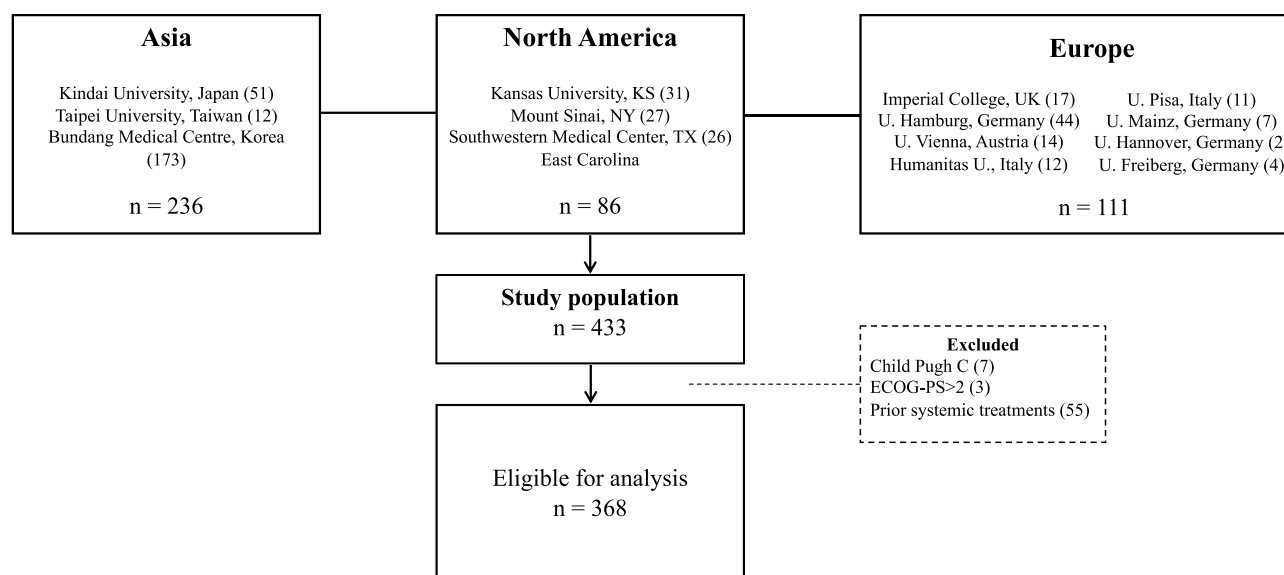 Asia
Kindai University, Japan (51)
Taipei University, Taiwan (12)
Bundang Medical Centre, Korea
(173)
n = 236
North America
Kansas University, KS (31)
Mount Sinai, NY (27)
Southwestern Medical Center, TX (26)
East Carolina
n = 86
Europe
Imperial College, UK (17)
U. Hamburg, Germany (44)
U. Vienna, Austria (14)
Humanitas U., Italy (12)
U. Pisa, Italy (11)
U. Mainz, Germany (7)
U. Hannover, Germany (2
U. Freiberg, Germany (4)
n = 111
Study population
n = 433
Excluded
Child Pugh C (7)
ECOG-PS>2 (3)
Prior systemic treatments (55)
Eligible for analysis
n = 368